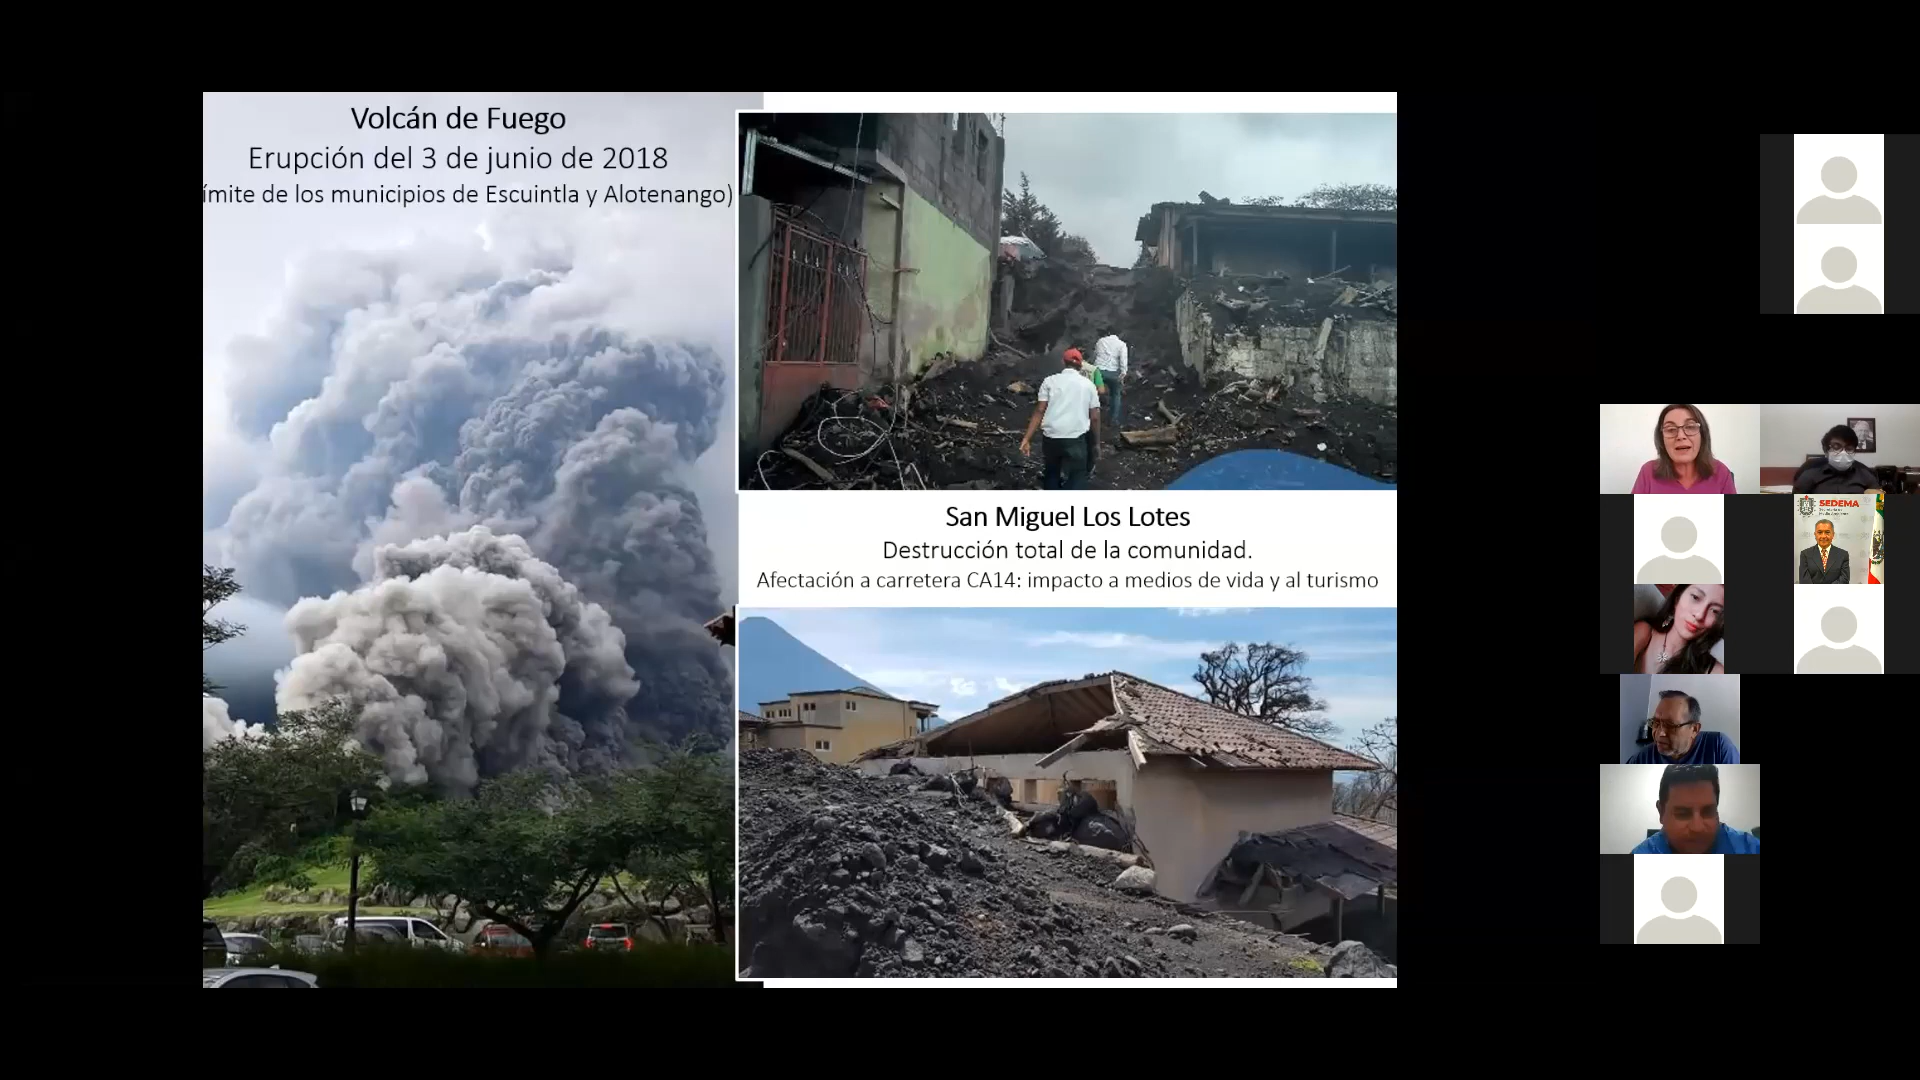 Volcán de Fuego
Erupción del 3 de junio de 2018
ímite de los municipios de Escuintla y Alotenango)
San Miguel Los Lotes
Destrucción total de la comunidad.
Afectación a carretera CA14: impacto a medios de vida y al turismo
SEDEMA